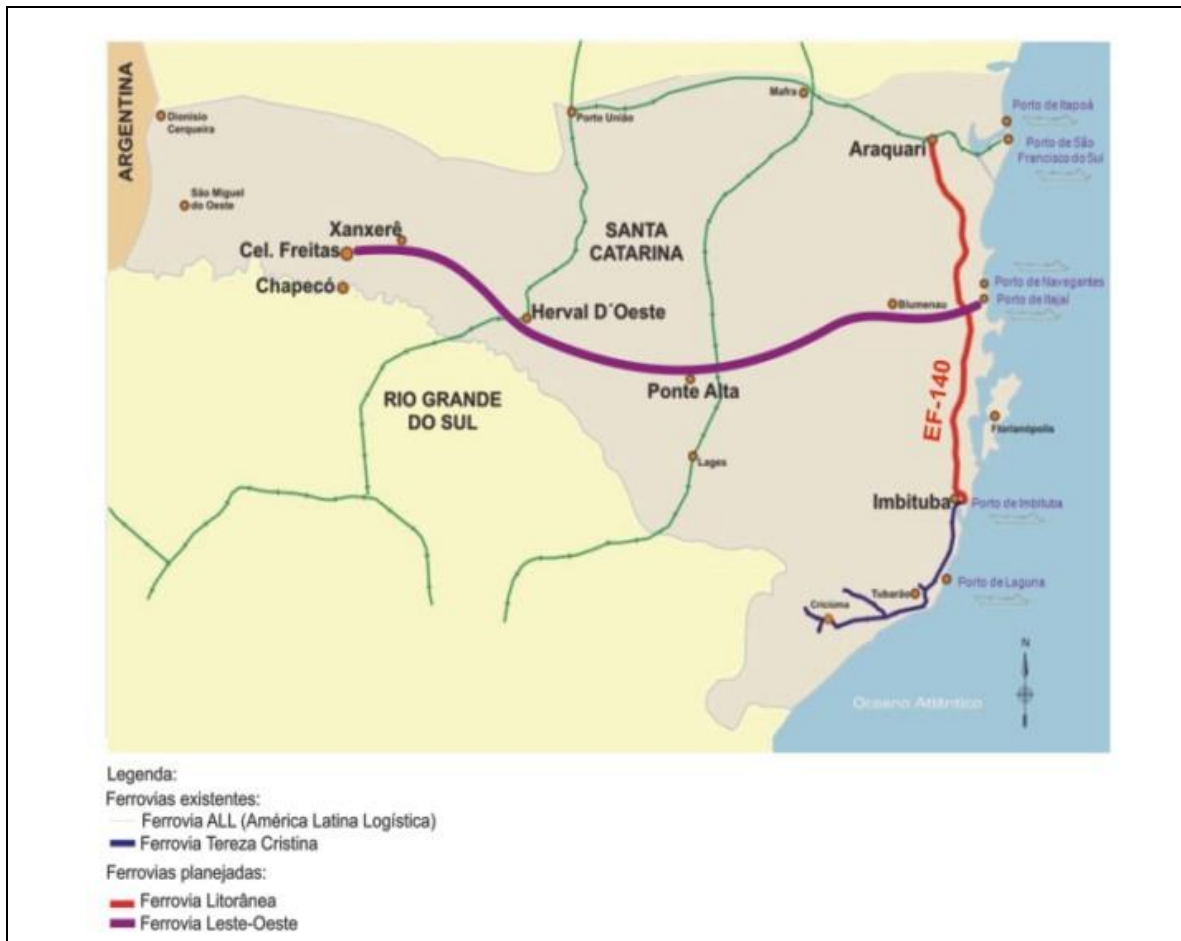 ARGENTINA
Dionísio
Cerqueira
São Miguel
do Oeste
Porto União
Mafra
Araquari
Porto de Itapoá
Porto de São
Francisco do Sul
Xanxerê
Cel. Freitas
Chapecó
SANTA
CATARINA
Herval D´Oeste
Blumenau
Porto de Navegantes
Porto de Itajaí
Ponte Alta
RIO GRANDE
DO SUL
EF-140
Florianópolis
Lages
Imbituba
Porto de Imbituba
Porto de Laguna
Tubarão
Criciúma
N
Oceano Atlântico
Legenda:
Ferrovias existentes:
Ferrovia ALL (América Latina Logística)
Ferrovia Tereza Cristina
Ferrovias planejadas:
Ferrovia Litorânea
Ferrovia Leste-Oeste